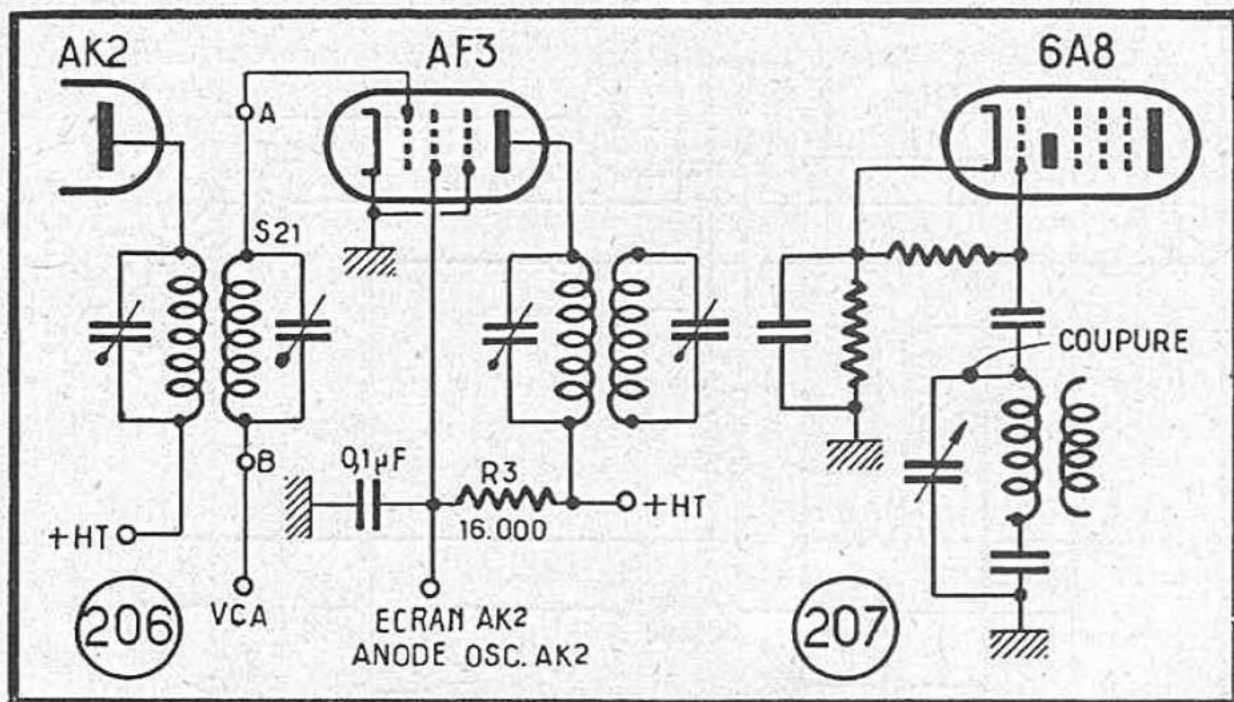 AK2
AF3
6A8
A
S21
COUPURE
B
0,1µF
R3
16.000
+HT
+HT
VCA
ECRAN AK2
ANODE OSC. AK2
206
207